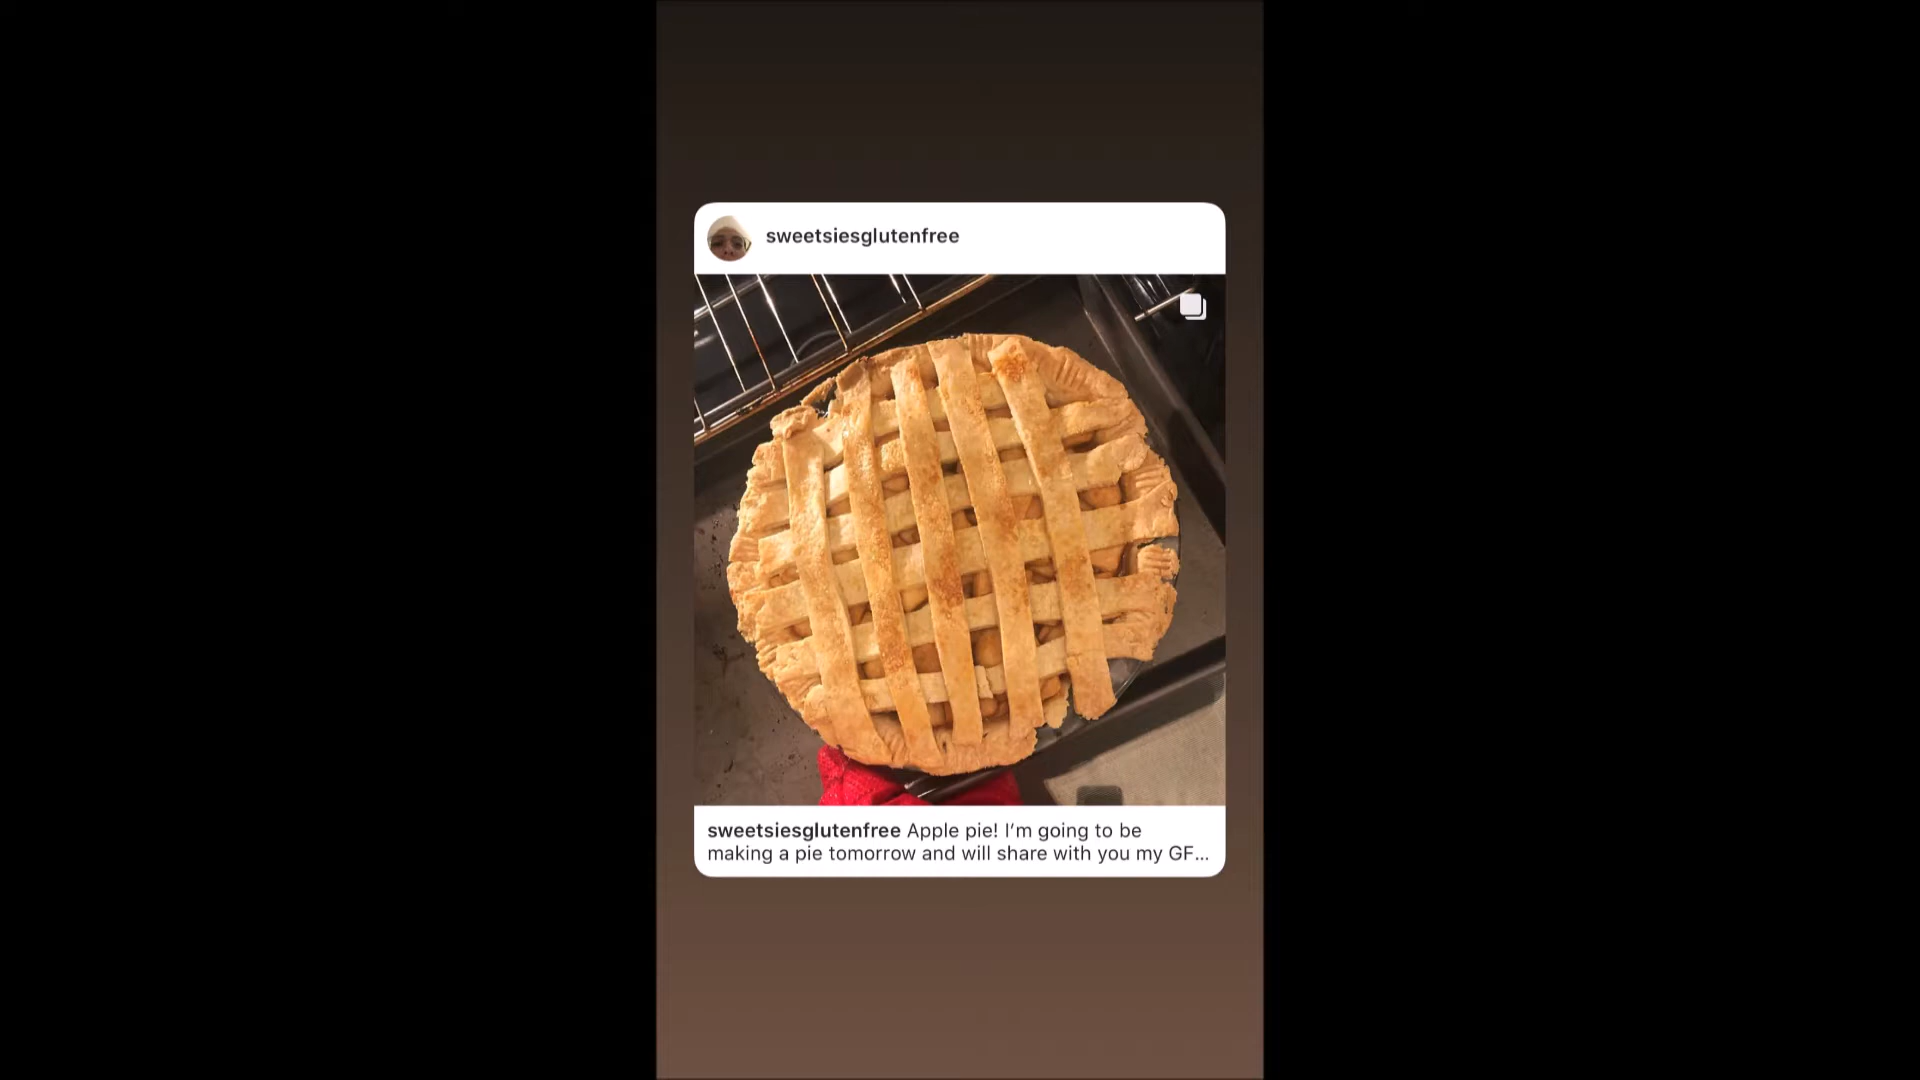 sweetsiesglutenfree
sweetsiesglutenfree Apple pie! I’m going to be
making a pie tomorrow and will share with you my GF...